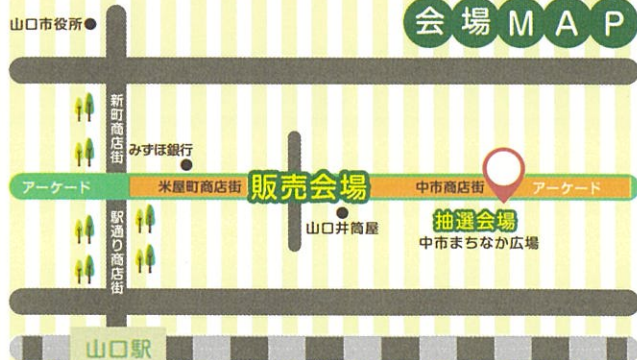 会場MAP
山口市役所
新町商店街
みずほ銀行
アーケード
米屋町商店街
販売会場
中市商店街
アーケード
山口井筒屋
抽選会場
中市まちなか広場
駅通り商店街
山口駅